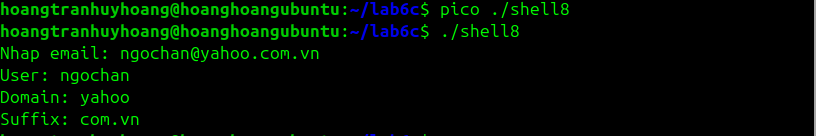 hoangtranhuyhoang@hoanghoangubuntu:~/lab6c$ pico ./shell8
hoangtranhuyhoang@hoanghoangubuntu:~/lab6c$ ./shell8
Nhap email: ngochan@yahoo.com.vn
User: ngochan
Domain: yahoo
Suffix: com.vn